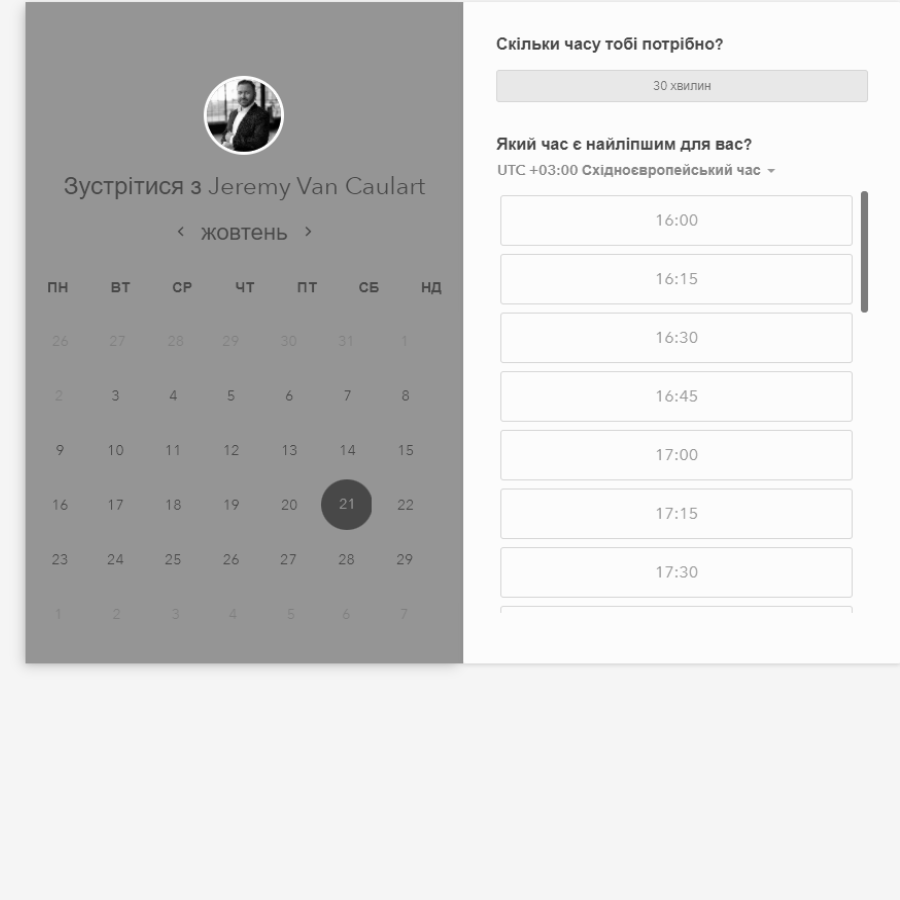 Зустрітися з Jeremy Van Caulart
жовтень
ПН ВТ СР ЧТ ПТ СБ НД
26 27 28 29 30 31 1
2 3 4 5 6 7 8
9 10 11 12 13 14 15
16 17 18 19 20 21 22
23 24 25 26 27 28 29
1 2 3 4 5 6 7
Скільки часу тобі потрібно?
30 хвилин
Який час є найліпшим для вас?
UTC +03:00 Східноєвропейський час
16:00
16:15
16:30
16:45
17:00
17:15
17:30